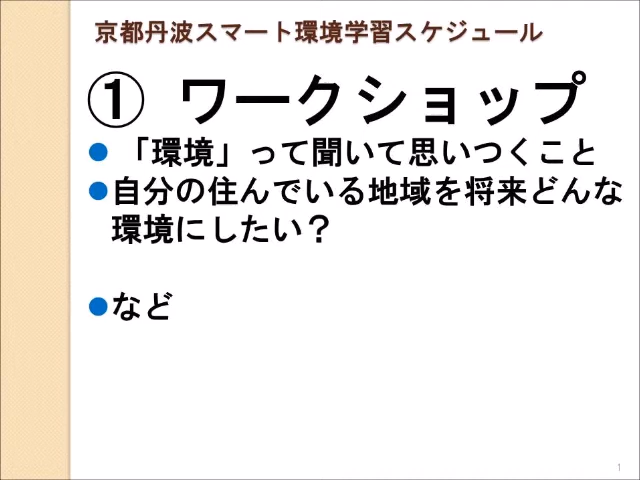 京都丹波スマート環境学習スケジュール
① ワークショップ
● 「環境」って聞いて思いつくこと
●自分の住んでいる地域を将来どんな
環境にしたい？
●など
1